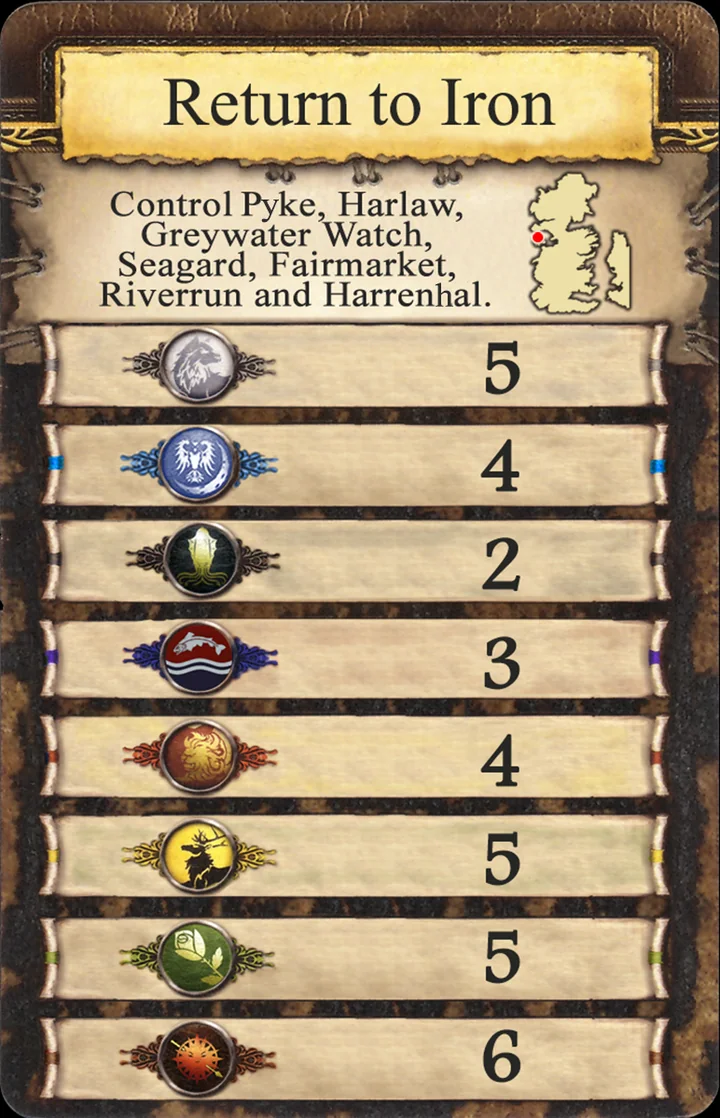 Return to Iron
Control Pyke, Harlaw,
Greywater Watch,
Seagard, Fairmarket,
Riverrun and Harrenhal.
5
4
2
3
4
5
5
6